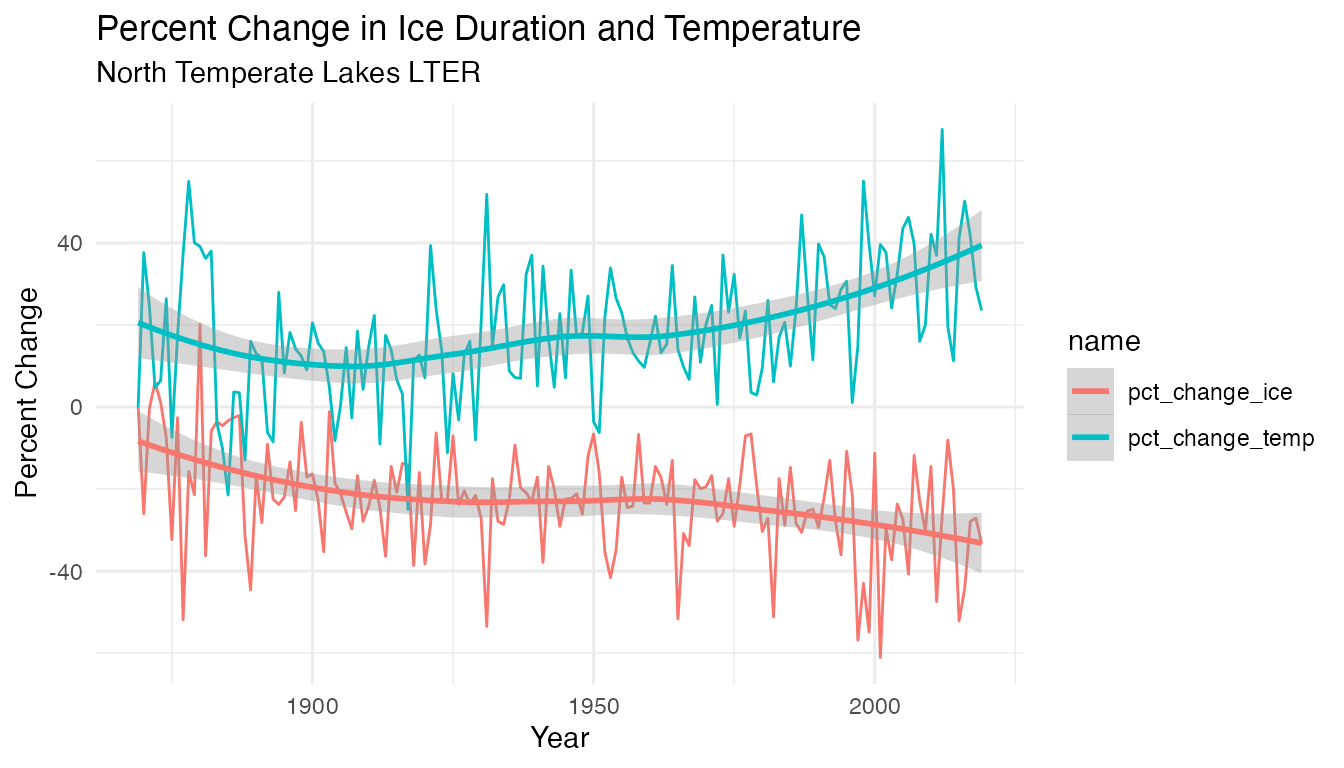 Percent Change in Ice Duration and Temperature
North Temperate Lakes LTER
Percent Change
40
0
-40
1900
1950
2000
Year
name
pct_change_ice
pct_change_temp